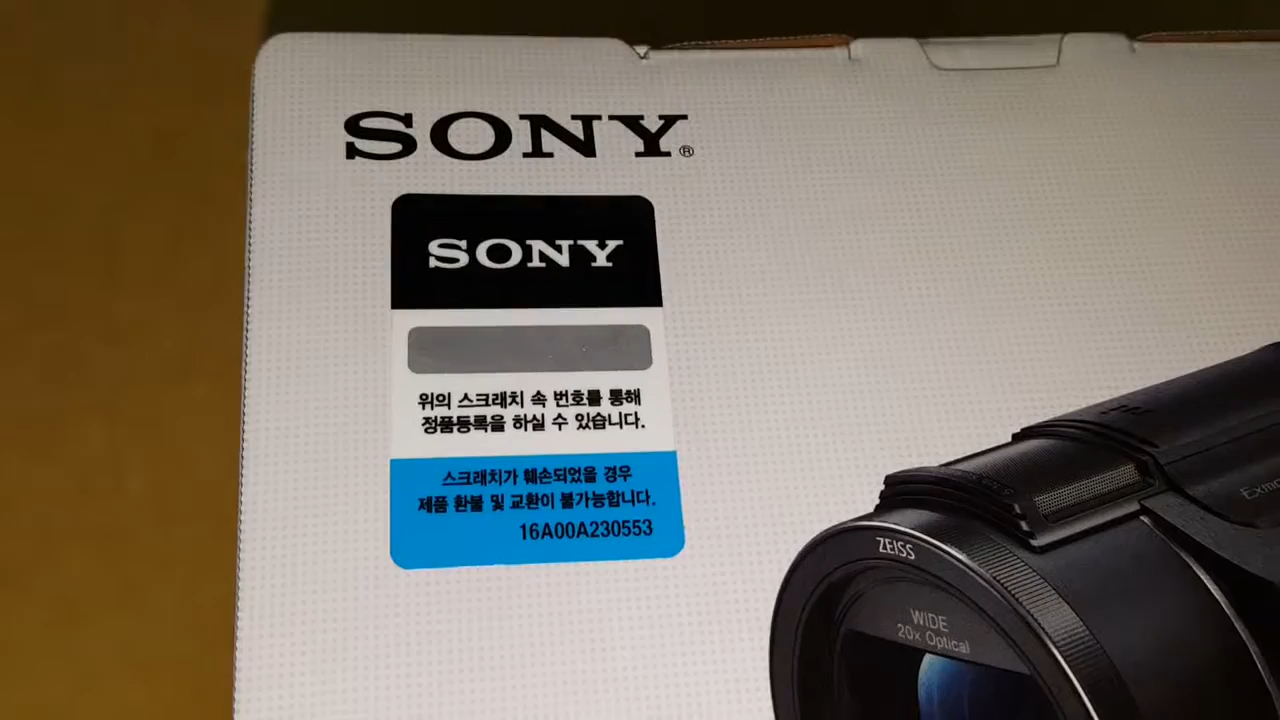 SONY®
SONY
위의 스크래치 속 번호를 통해
정품등록을 하실 수 있습니다.
스크래치가 훼손되었을 경우
제품 환불 및 교환이 불가능합니다.
16A00A230553
ZEISS
WIDE
20x Optical